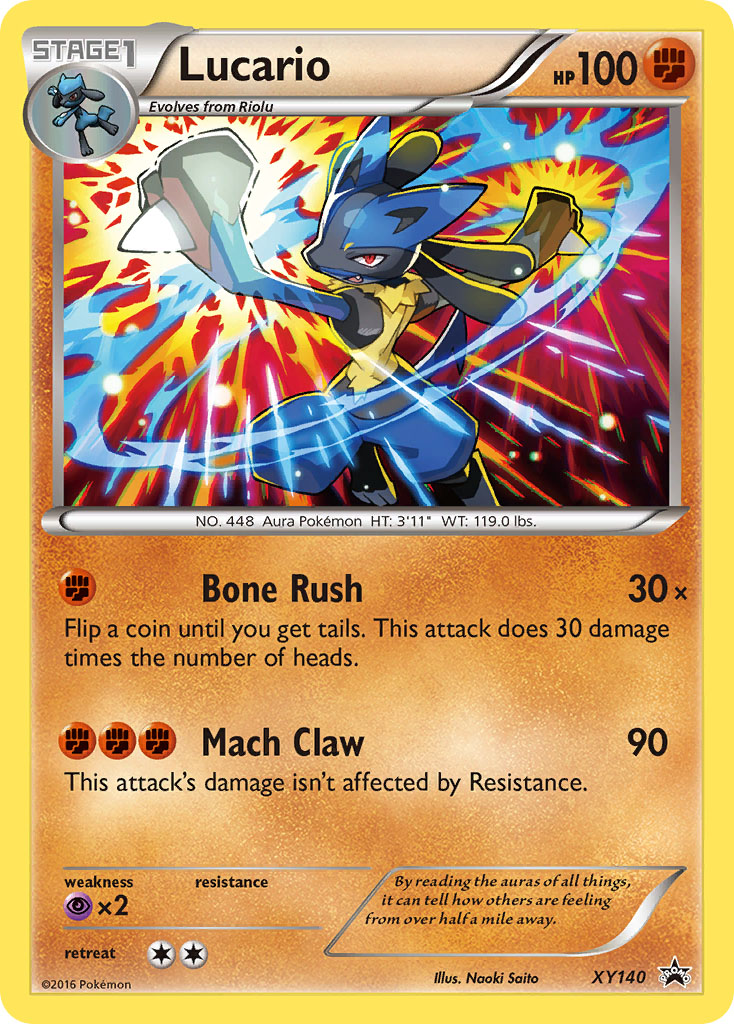 STAGE1
Lucario
HP100
Evolves from Riolu
NO. 448 Aura Pokémon HT: 3'11" WT: 119.0 lbs.
Bone Rush 30×
Flip a coin until you get tails. This attack does 30 damage
times the number of heads.
Mach Claw 90
This attack's damage isn't affected by Resistance.
weakness resistance
×2
By reading the auras of all things,
it can tell how others are feeling
from over half a mile away.
retreat
©2016 Pokémon
Illus. Naoki Saito
XY140 PROMO